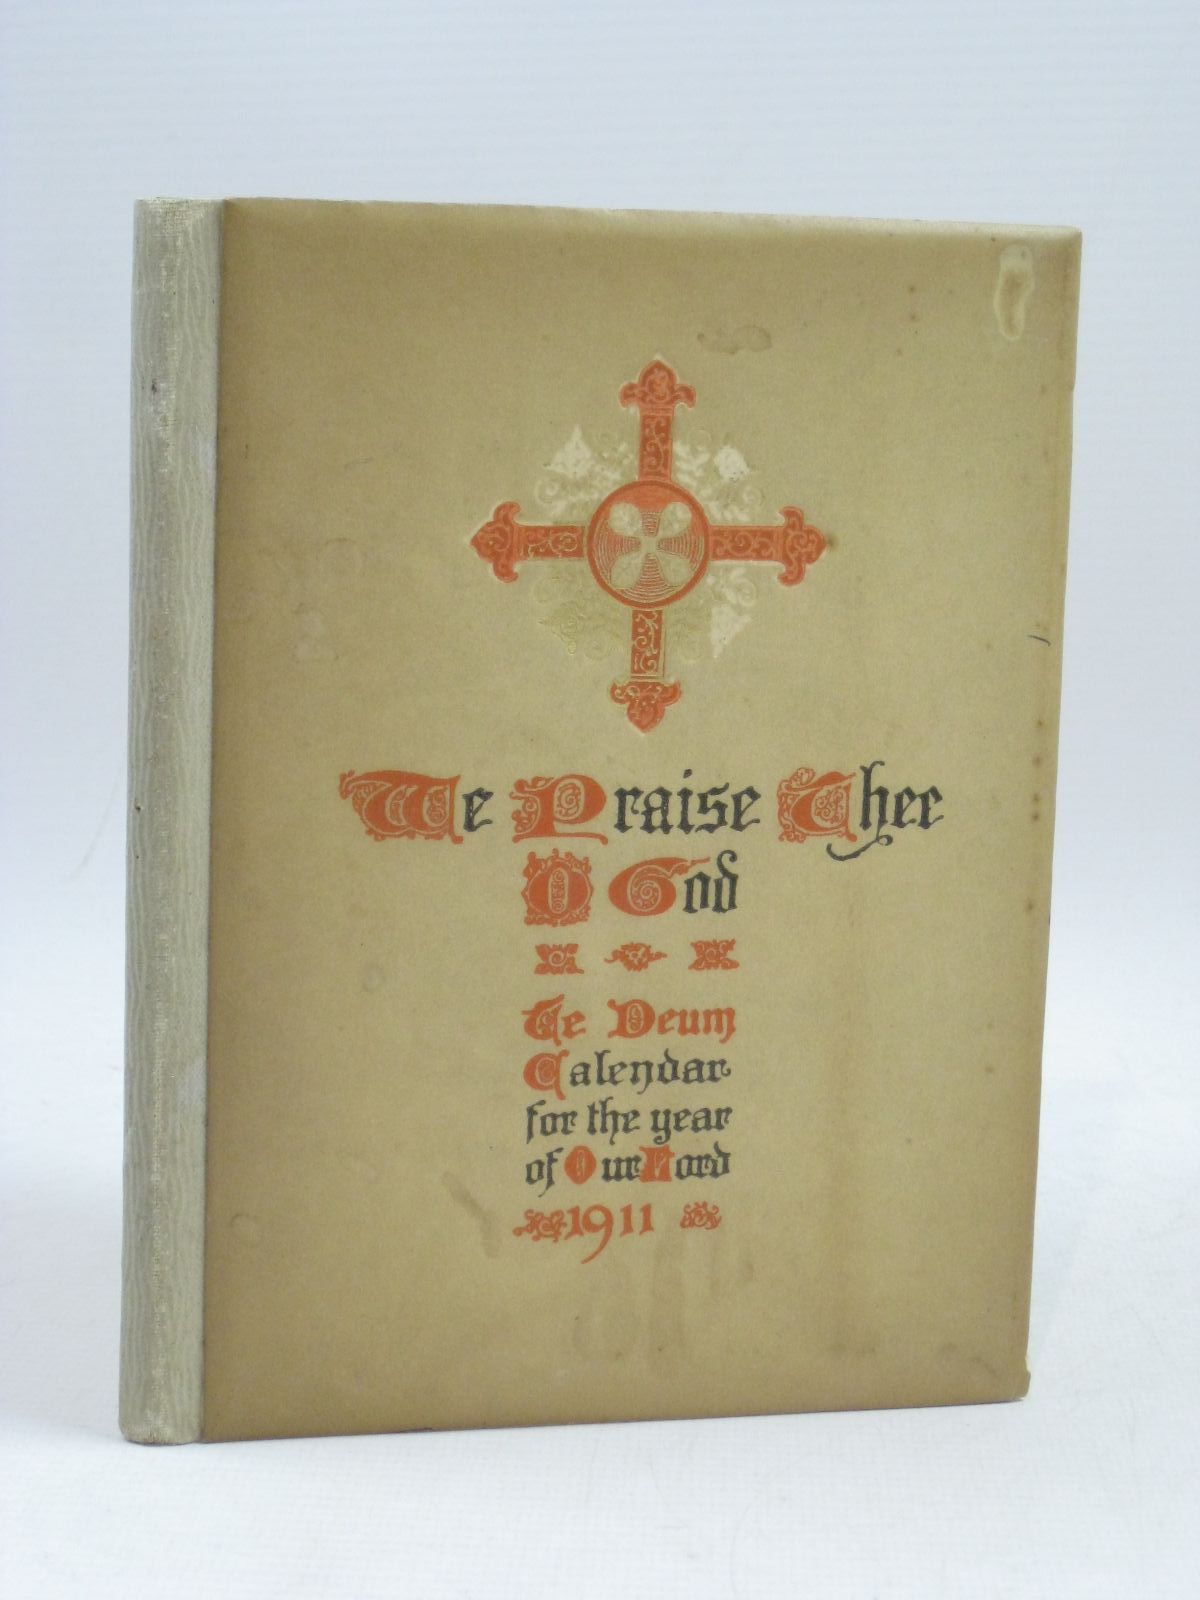 We Praise Thee
O God
Te Deum
Calendar
for the year
of Our Lord
1911